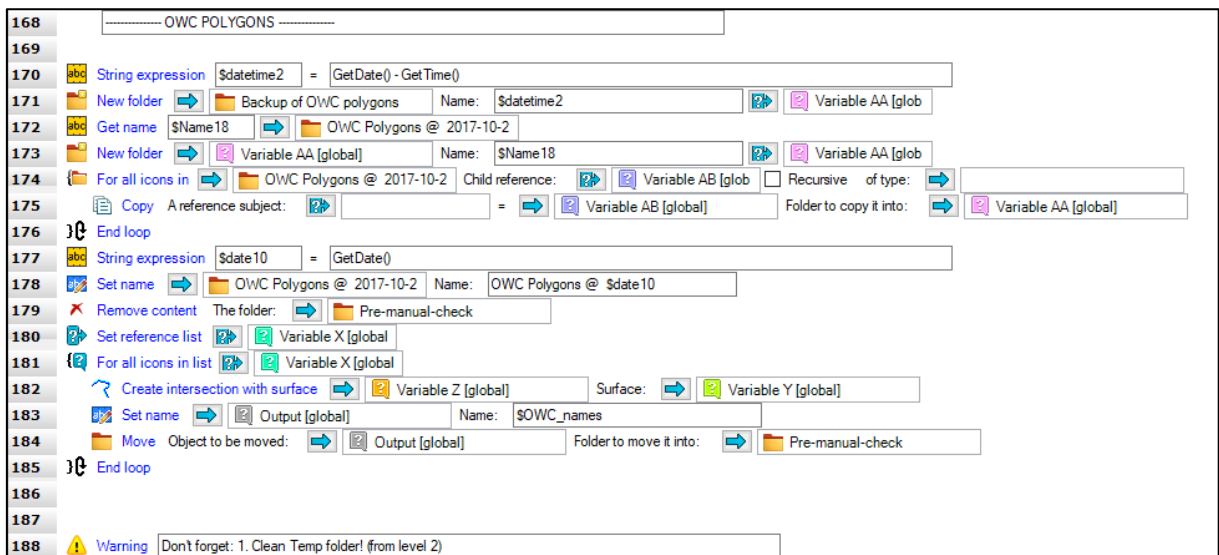 168 --------------- OWC POLYGONS ---------------
169
170 abc String expression $datetime2 = GetDate() - GetTime()
171 New folder Backup of OWC polygons Name: $datetime2 Variable AA [glob
172 abc Get name $Name18 OWC Polygons @ 2017-10-2
173 New folder Variable AA [global] Name: $Name18 Variable AA [glob
174 For all icons in OWC Polygons @ 2017-10-2 Child reference: Variable AB [glob Recursive of type:
175 Copy A reference subject: = Variable AB [global] Folder to copy it into: Variable AA [global]
176 End loop
177 abc String expression $date10 = GetDate()
178 Set name OWC Polygons @ 2017-10-2 Name: OWC Polygons @ $date10
179 Remove content The folder: Pre-manual-check
180 Set reference list Variable X [global
181 For all icons in list Variable X [global
182 Create intersection with surface Variable Z [global] Surface: Variable Y [global]
183 Set name Output [global] Name: $OWC_names
184 Move Object to be moved: Output [global] Folder to move it into: Pre-manual-check
185 End loop
186
187
188 Warning Don't forget: 1. Clean Temp folder! (from level 2)